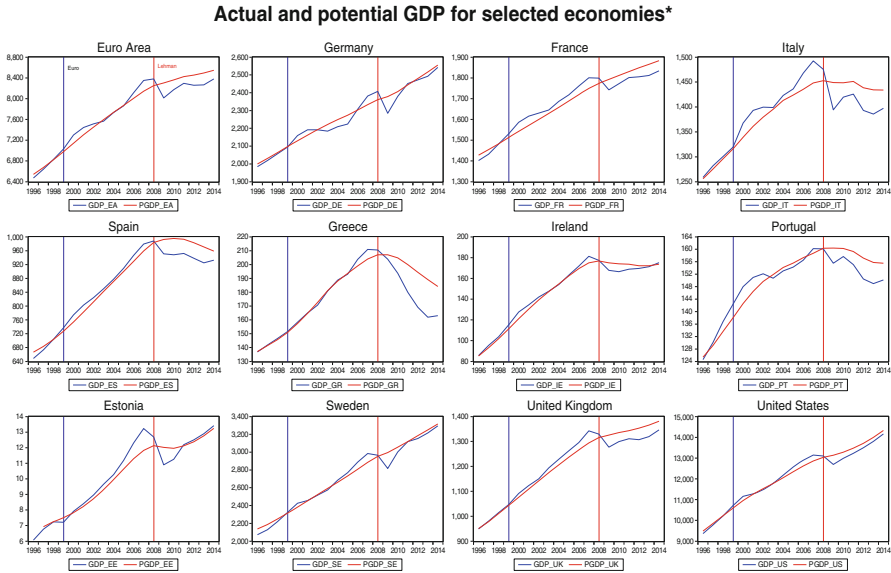 Actual and potential GDP for selected economies*
Euro Area
8,800
8,400
8,000
7,600
7,200
6,800
6,400
Euro
Lehman
1996 1998 2000 2002 2004 2006 2008 2010 2012 2014
GDP_EA PGDP_EA
Germany
2,600
2,500
2,400
2,300
2,200
2,100
2,000
1,900
1996 1998 2000 2002 2004 2006 2008 2010 2012 2014
GDP_DE PGDP_DE
France
1,900
1,800
1,700
1,600
1,500
1,400
1,300
1996 1998 2000 2002 2004 2006 2008 2010 2012 2014
GDP_FR PGDP_FR
Italy
1,500
1,450
1,400
1,350
1,300
1,250
1996 1998 2000 2002 2004 2006 2008 2010 2012 2014
GDP_IT PGDP_IT
Spain
1,000
960
920
880
840
800
760
720
680
640
1996 1998 2000 2002 2004 2006 2008 2010 2012 2014
GDP_ES PGDP_ES
Greece
220
210
200
190
180
170
160
150
140
130
1996 1998 2000 2002 2004 2006 2008 2010 2012 2014
GDP_GR PGDP_GR
Ireland
200
180
160
140
120
100
80
1996 1998 2000 2002 2004 2006 2008 2010 2012 2014
GDP_IE PGDP_IE
Portugal
164
160
156
152
148
144
140
136
132
128
124
1996 1998 2000 2002 2004 2006 2008 2010 2012 2014
GDP_PT PGDP_PT
Estonia
14
13
12
11
10
9
8
7
6
1996 1998 2000 2002 2004 2006 2008 2010 2012 2014
GDP_EE PGDP_EE
Sweden
3,400
3,200
3,000
2,800
2,600
2,400
2,200
2,000
1996 1998 2000 2002 2004 2006 2008 2010 2012 2014
GDP_SE PGDP_SE
United Kingdom
1,400
1,300
1,200
1,100
1,000
900
1996 1998 2000 2002 2004 2006 2008 2010 2012 2014
GDP_UK PGDP_UK
United States
15,000
14,000
13,000
12,000
11,000
10,000
9,000
1996 1998 2000 2002 2004 2006 2008 2010 2012 2014
GDP_US PGDP_US